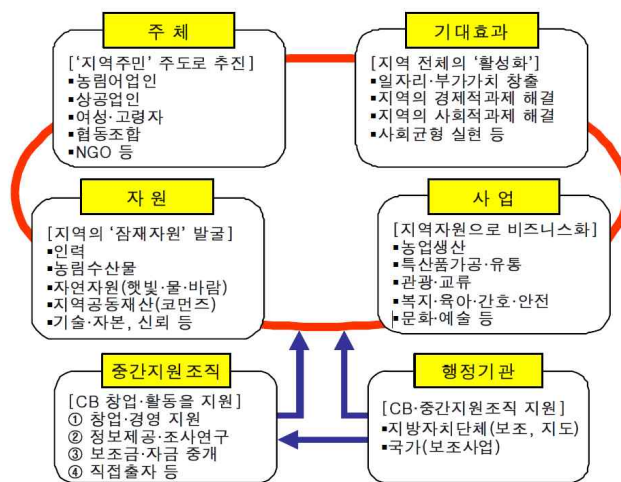 주 체
['지역주민' 주도로 추진]
▪농림어업인
▪상공업인
▪여성·고령자
▪협동조합
▪NGO 등
기대효과
[지역 전체의 '활성화']
▪일자리·부가가치 창출
▪지역의 경제적과제 해결
▪지역의 사회적과제 해결
▪사회균형 실현 등
자 원
[지역의 '잠재자원' 발굴]
▪인력
▪농림수산물
▪자연자원(햇빛·물·바람)
▪지역공동재산(코먼즈)
▪기술·자본, 신뢰 등
사 업
[지역자원으로 비즈니스화]
▪농업생산
▪특산품가공·유통
▪관광·교류
▪복지·육아·간호·안전
▪문화·예술 등
중간지원조직
[CB 창업·활동을 지원]
① 창업·경영 지원
② 정보제공·조사연구
③ 보조금·자금 중개
④ 직접출자 등
행정기관
[CB·중간지원조직 지원]
▪지방자치단체(보조, 지도)
▪국가(보조사업)